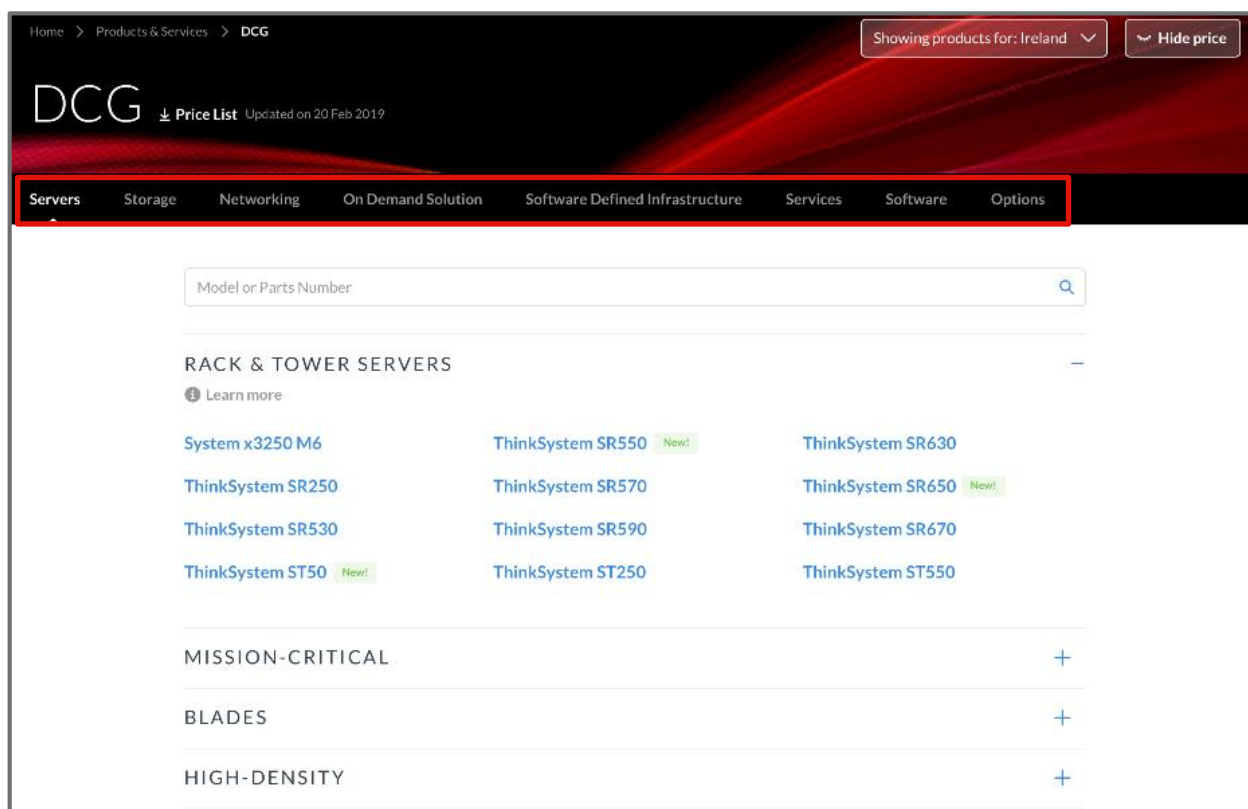 Home > Products & Services > DCG
Showing products for: Ireland
Hide price
DCG Price List Updated on 20 Feb 2019
Servers Storage Networking On Demand Solution Software Defined Infrastructure Services Software Options
Model or Parts Number
RACK & TOWER SERVERS
Learn more
System x3250 M6 ThinkSystem SR550 New! ThinkSystem SR630
ThinkSystem SR250 ThinkSystem SR570 ThinkSystem SR650 New!
ThinkSystem SR530 ThinkSystem SR590 ThinkSystem SR670
ThinkSystem ST50 New! ThinkSystem ST250 ThinkSystem ST550
MISSION-CRITICAL
BLADES
HIGH-DENSITY